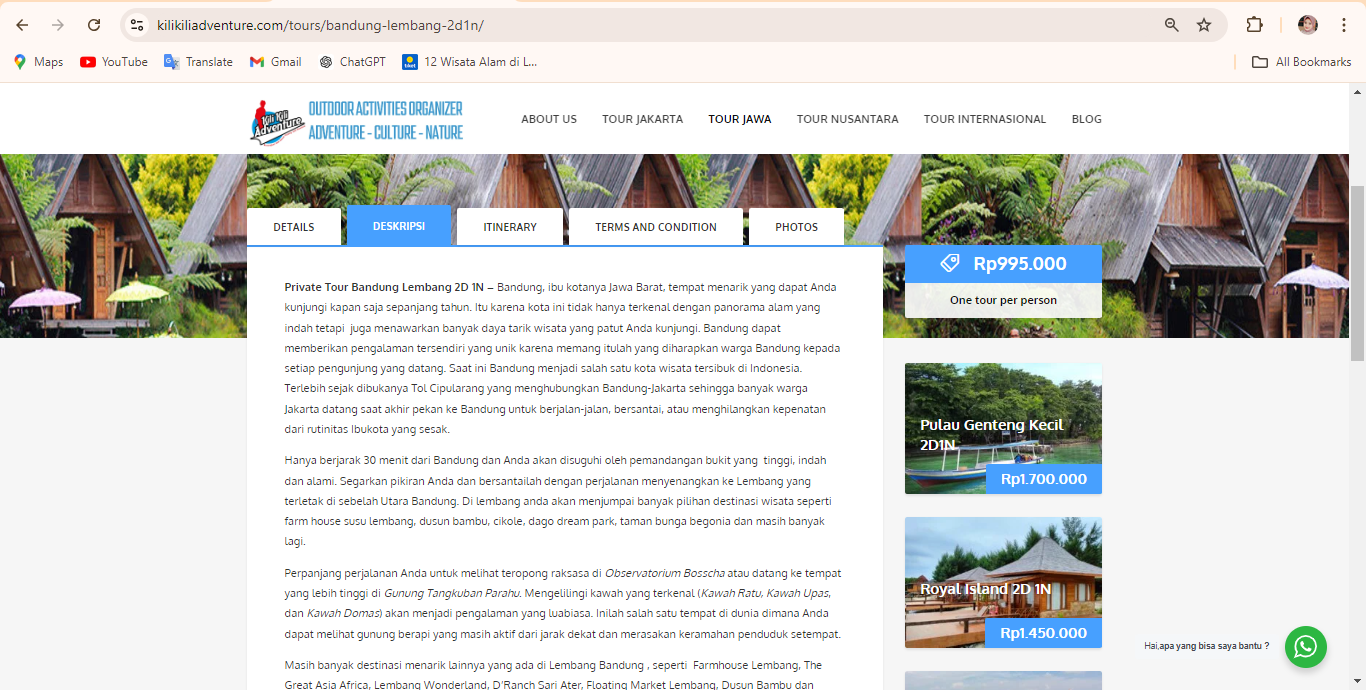 kilikiliadventure.com/tours/bandung-lembang-2d1n/
Maps
YouTube
Translate
Gmail
ChatGPT
12 Wisata Alam di L...
All Bookmarks
Kili Kili
Adventure
OUTDOOR ACTIVITIES ORGANIZER
ADVENTURE - CULTURE - NATURE
ABOUT US
TOUR JAKARTA
TOUR JAWA
TOUR NUSANTARA
TOUR INTERNASIONAL
BLOG
DETAILS
DESKRIPSI
ITINERARY
TERMS AND CONDITION
PHOTOS
Private Tour Bandung Lembang 2D 1N – Bandung, ibu kotanya Jawa Barat, tempat menarik yang dapat Anda
kunjungi kapan saja sepanjang tahun. Itu karena kota ini tidak hanya terkenal dengan panorama alam yang
indah tetapi juga menawarkan banyak daya tarik wisata yang patut Anda kunjungi. Bandung dapat
memberikan pengalaman tersendiri yang unik karena memang itulah yang diharapkan warga Bandung kepada
setiap pengunjung yang datang. Saat ini Bandung menjadi salah satu kota wisata tersibuk di Indonesia.
Terlebih sejak dibukanya Tol Cipularang yang menghubungkan Bandung-Jakarta sehingga banyak warga
Jakarta datang saat akhir pekan ke Bandung untuk berjalan-jalan, bersantai, atau menghilangkan kepenatan
dari rutinitas Ibukota yang sesak.
Hanya berjarak 30 menit dari Bandung dan Anda akan disuguhi oleh pemandangan bukit yang tinggi, indah
dan alami. Segarkan pikiran Anda dan bersantailah dengan perjalanan menyenangkan ke Lembang yang
terletak di sebelah Utara Bandung. Di lembang anda akan menjumpai banyak pilihan destinasi wisata seperti
farm house susu lembang, dusun bambu, cikole, dago dream park, taman bunga begonia dan masih banyak
lagi.
Perpanjang perjalanan Anda untuk melihat teropong raksasa di Observatorium Bosscha atau datang ke tempat
yang lebih tinggi di Gunung Tangkuban Parahu. Mengelilingi kawah yang terkenal (Kawah Ratu, Kawah Upas,
dan Kawah Domas) akan menjadi pengalaman yang luabiasa. Inilah salah satu tempat di dunia dimana Anda
dapat melihat gunung berapi yang masih aktif dari jarak dekat dan merasakan keramahan penduduk setempat.
Masih banyak destinasi menarik lainnya yang ada di Lembang Bandung , seperti Farmhouse Lembang, The
Great Asia Africa, Lembang Wonderland, D'Ranch Sari Ater, Floating Market Lembang, Dusun Bambu dan
Rp995.000
One tour per person
Pulau Genteng Kecil
2D1N
Rp1.700.000
Royal Island 2D 1N
Rp1.450.000
Hai,apa yang bisa saya bantu ?